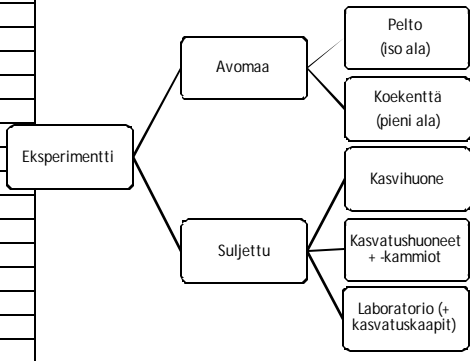 Eksperimentti
Avomaa
Pelto
(iso ala)
Koekenttä
(pieni ala)
Suljettu
Kasvihuone
Kasvatushuoneet
+ -kammiot
Laboratorio (+
kasvatuskaapit)